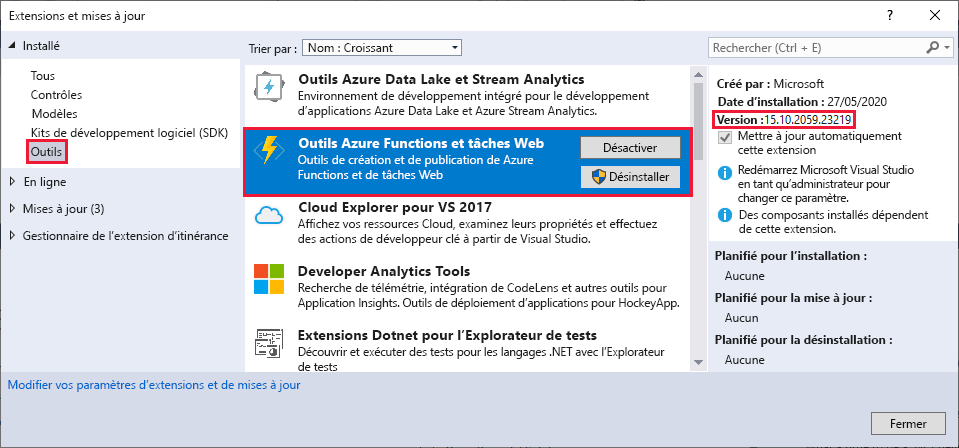 Extensions et mises à jour
? 
Installé
Tous
Contrôles
Modèles
Kits de développement logiciel (SDK)
Outils
En ligne
Mises à jour (3)
Gestionnaire de l'extension d'itinérance
Trier par : Nom : Croissant
Outils Azure Data Lake et Stream Analytics
Environnement de développement intégré pour le développement
d'applications Azure Data Lake et Azure Stream Analytics.
Outils Azure Functions et tâches Web
Outils de création et de publication de Azure
Functions et de tâches Web
Désactiver
Désinstaller
Cloud Explorer pour VS 2017
Affichez vos ressources Cloud, examinez leurs propriétés et effectuez
des actions de développeur clé à partir de Visual Studio.
Developer Analytics Tools
Recherche de télémétrie, intégration de CodeLens et autres outils pour
Application Insights. Outils de déploiement d'applications pour HockeyApp.
Extensions Dotnet pour l'Explorateur de tests
Découvrir et exécuter des tests pour les langages .NET avec l'Explorateur
de tests
Rechercher (Ctrl + E)
Créé par : Microsoft
Date d'installation : 27/05/2020
Version :15.10.2059.23219
Mettre à jour automatiquement
cette extension
Redémarrez Microsoft Visual Studio
en tant qu'administrateur pour
changer ce paramètre.
Des composants installés dépendent
de cette extension.
Planifié pour l'installation :
Aucune
Planifié pour la mise à jour :
Aucun
Planifié pour la désinstallation :
Aucune
Modifier vos paramètres d'extensions et de mises à jour
Fermer